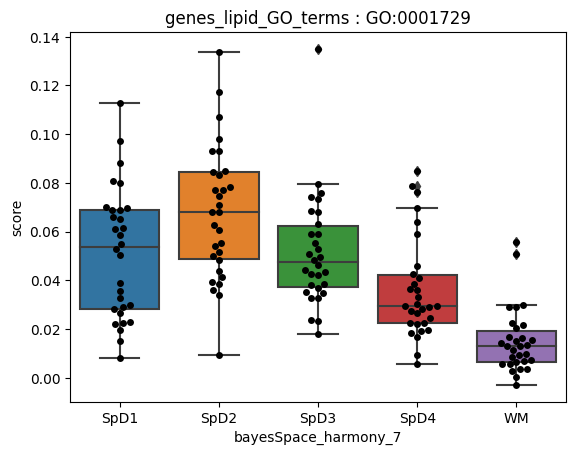 genes_lipid_GO_terms : GO:0001729
0.14
0.12
0.10
0.08
0.06
0.04
0.02
0.00
score
SpD1 SpD2 SpD3 SpD4 WM
bayesSpace_harmony_7